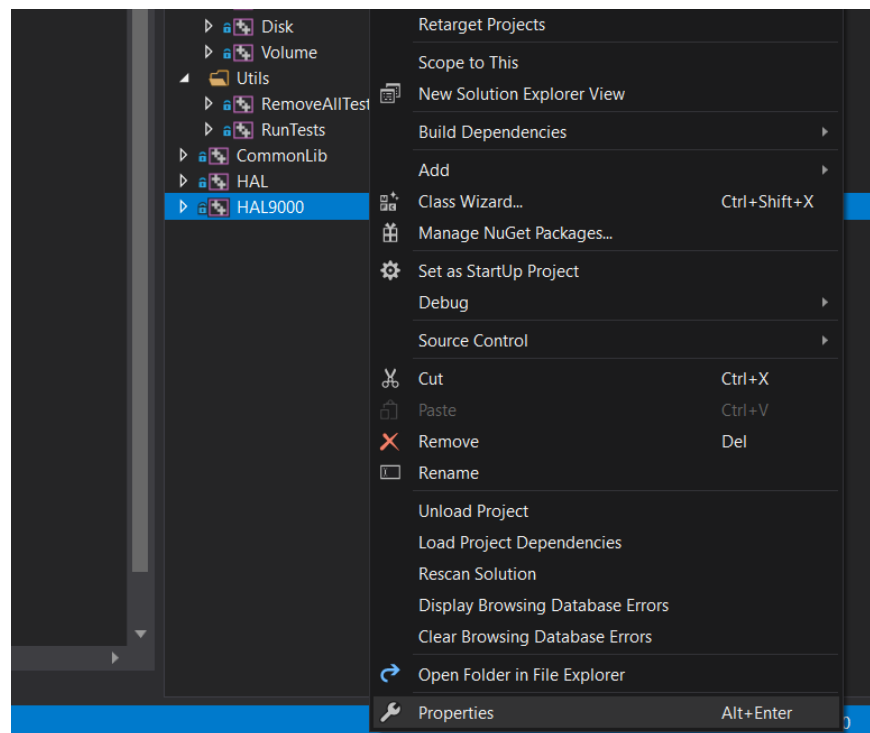 Disk
Volume
Utils
RemoveAllTest
RunTests
CommonLib
HAL
HAL9000
Retarget Projects
Scope to This
New Solution Explorer View
Build Dependencies
Add
Class Wizard... Ctrl+Shift+X
Manage NuGet Packages...
Set as StartUp Project
Debug
Source Control
Cut Ctrl+X
Paste Ctrl+V
Remove Del
Rename
Unload Project
Load Project Dependencies
Rescan Solution
Display Browsing Database Errors
Clear Browsing Database Errors
Open Folder in File Explorer
Properties Alt+Enter